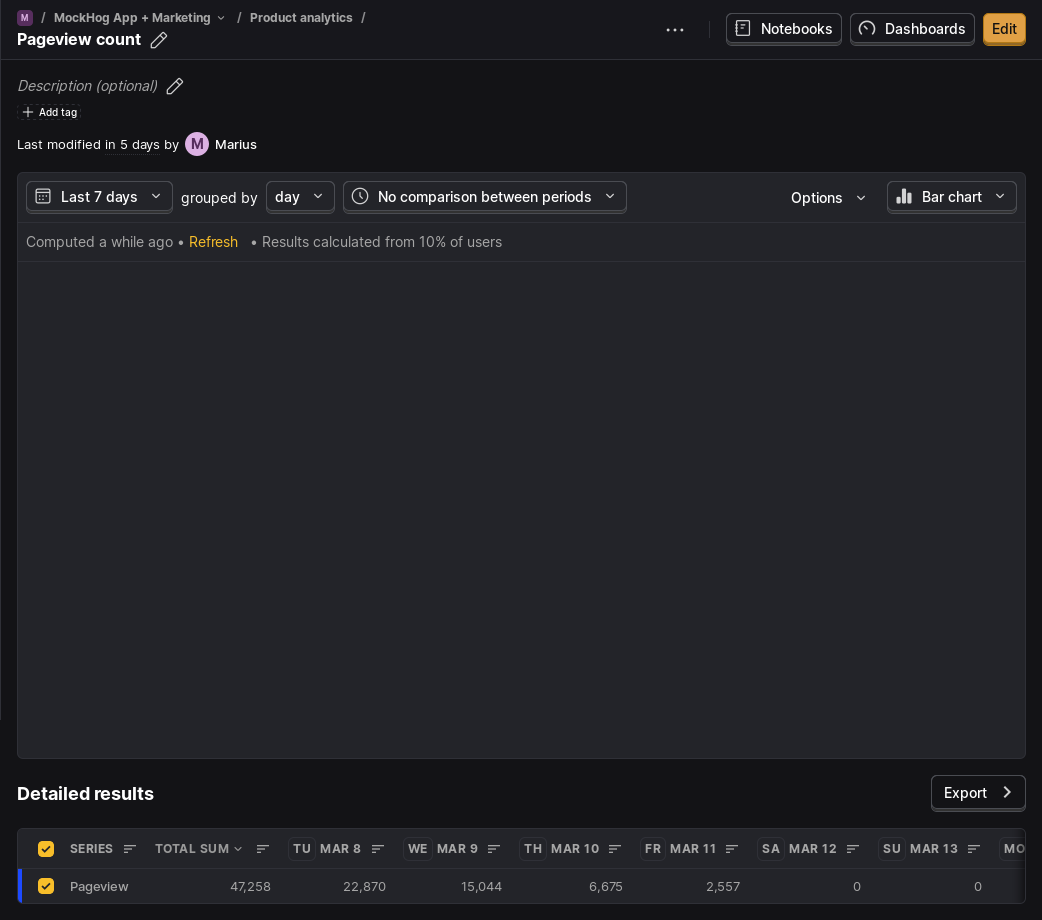 M / MockHog App + Marketing / Product analytics /
Pageview count
Notebooks
Dashboards
Edit
Description (optional)
Add tag
Last modified in 5 days by M Marius
Last 7 days grouped by day No comparison between periods Options Bar chart
Computed a while ago • Refresh • Results calculated from 10% of users
Detailed results
Export
SERIES TOTAL SUM TU MAR 8 WE MAR 9 TH MAR 10 FR MAR 11 SA MAR 12 SU MAR 13 MO
Pageview 47,258 22,870 15,044 6,675 2,557 0 0